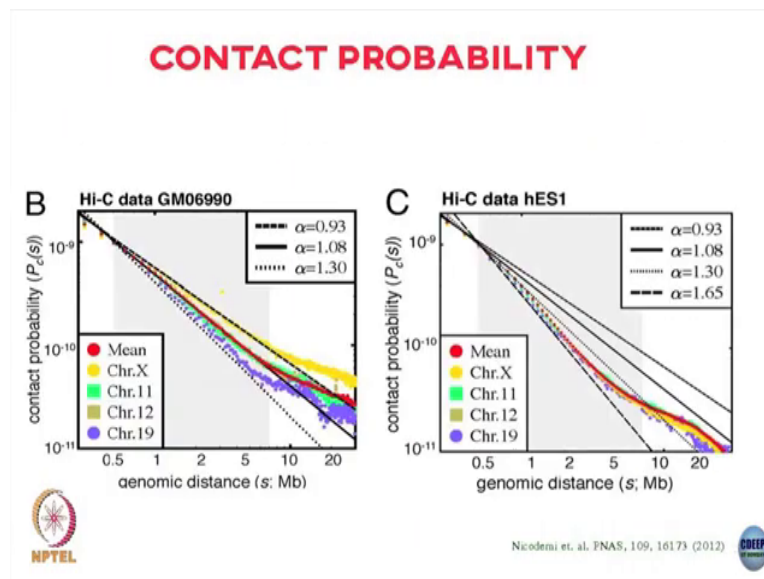 CONTACT PROBABILITY
B Hi-C data GM06990
contact probability (Pc(s))
10-9
10-10
10-11
α=0.93
α=1.08
α=1.30
Mean
Chr.X
Chr.11
Chr.12
Chr.19
0.5 1 2 5 10 20
genomic distance (s; Mb)
C Hi-C data hES1
contact probability (Pc(s))
10-9
10-10
10-11
α=0.93
α=1.08
α=1.30
α=1.65
Mean
Chr.X
Chr.11
Chr.12
Chr.19
0.5 1 2 5 10 20
genomic distance (s; Mb)
NPTEL
Nicodemi et. al. PNAS, 109, 16173 (2012)
CDEEP